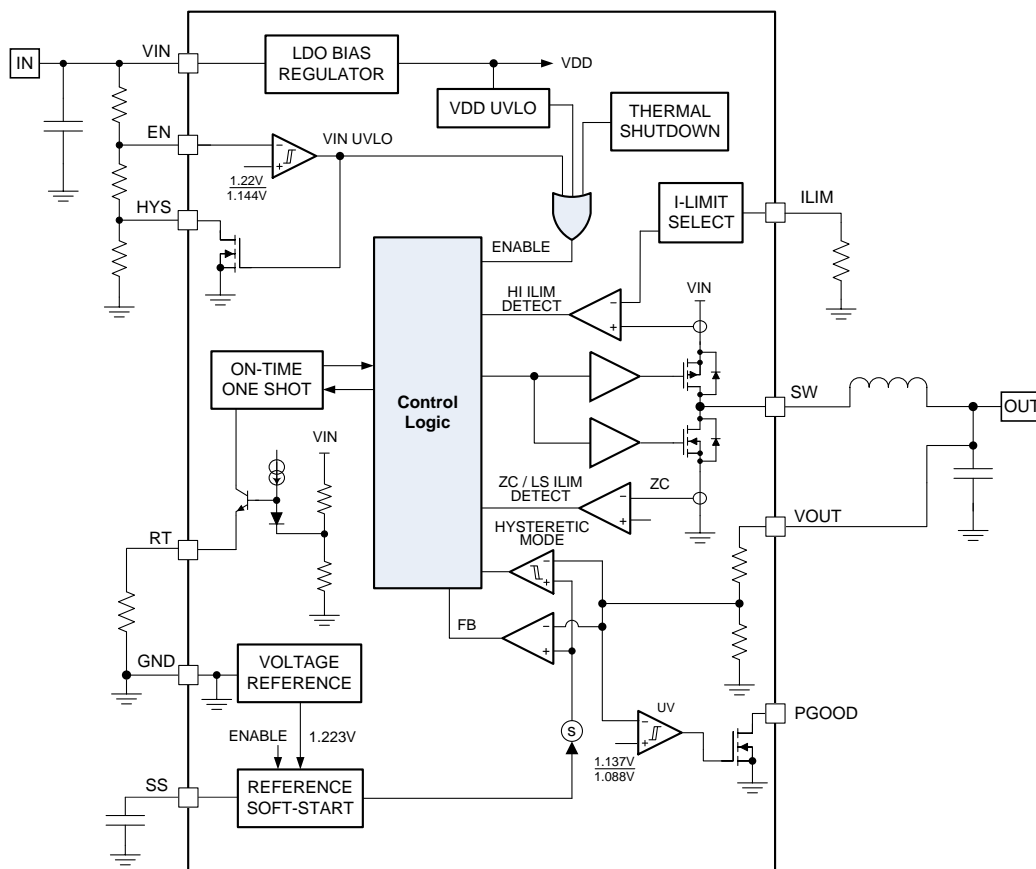 IN
VIN
LDO BIAS
REGULATOR
VDD
VDD UVLO
THERMAL
SHUTDOWN
EN
VIN UVLO
−
+
1.22V
1.144V
HYS
I-LIMIT
SELECT
ILIM
ENABLE
HI ILIM
DETECT
−
+
VIN
ON-TIME
ONE SHOT
Control
Logic
SW
OUT
VIN
ZC / LS ILIM
DETECT
−
+
ZC
VOUT
RT
HYSTERETIC
MODE
−
+
FB
−
+
GND
VOLTAGE
REFERENCE
UV
−
+
1.137V
1.088V
PGOOD
ENABLE
1.223V
S
SS
REFERENCE
SOFT-START